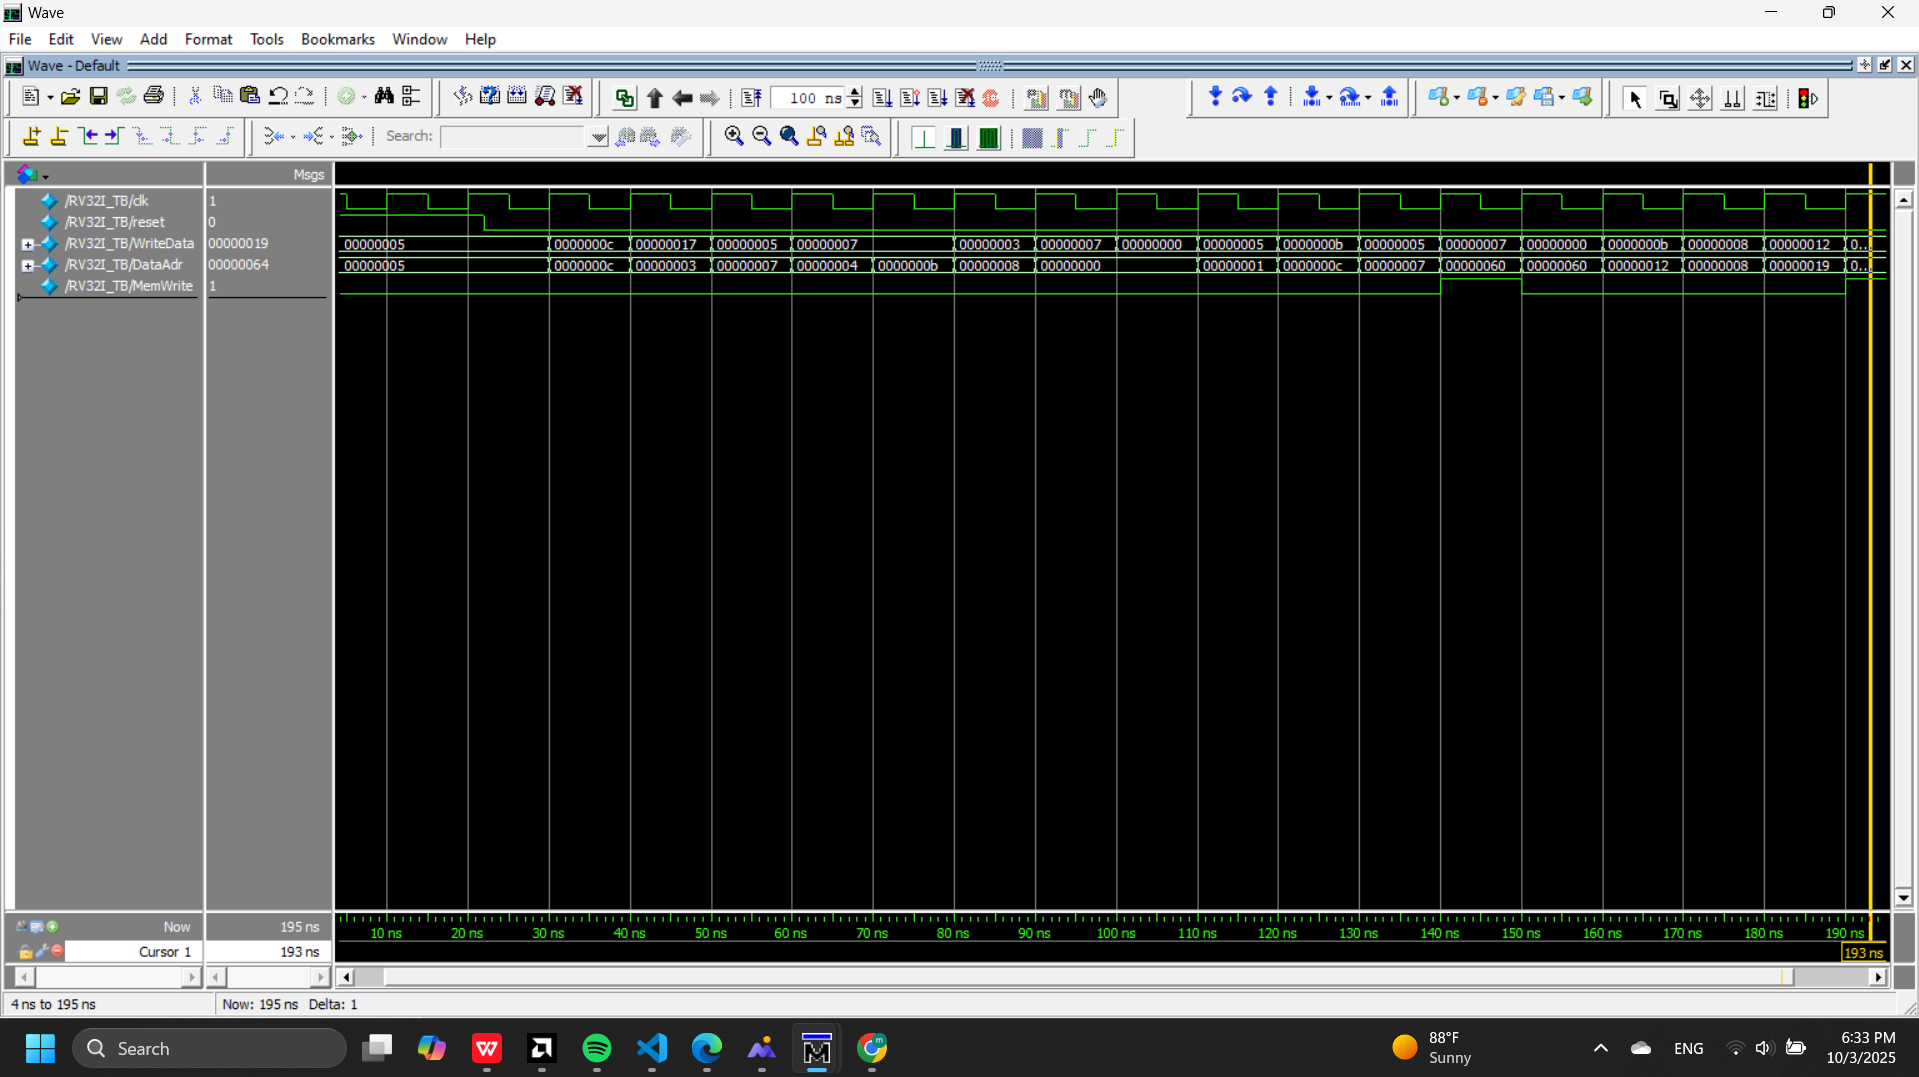 Wave
File Edit View Add Format Tools Bookmarks Window Help
Wave - Default
100 ns
Search:
Msgs
/RV32I_TB/clk 1
/RV32I_TB/reset 0
/RV32I_TB/WriteData 00000019 00000005 0000000c 00000017 00000005 00000007 00000003 00000007 00000000 00000005 0000000b 00000005 00000007 00000000 0000000b 00000008 00000012 0...
/RV32I_TB/DataAdr 00000064 00000005 0000000c 00000003 00000007 00000004 0000000b 00000008 00000000 00000001 0000000c 00000007 00000060 00000060 00000012 00000008 00000019 0...
/RV32I_TB/MemWrite 1
Now 195 ns
10 ns 20 ns 30 ns 40 ns 50 ns 60 ns 70 ns 80 ns 90 ns 100 ns 110 ns 120 ns 130 ns 140 ns 150 ns 160 ns 170 ns 180 ns 190 ns
Cursor 1 193 ns 193 ns
4 ns to 195 ns Now: 195 ns Delta: 1
Search
88°F
Sunny
ENG
6:33 PM
10/3/2025